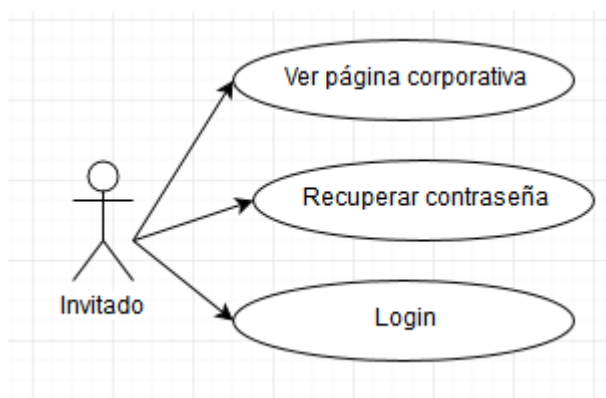 Ver página corporativa
Recuperar contraseña
Invitado
Login